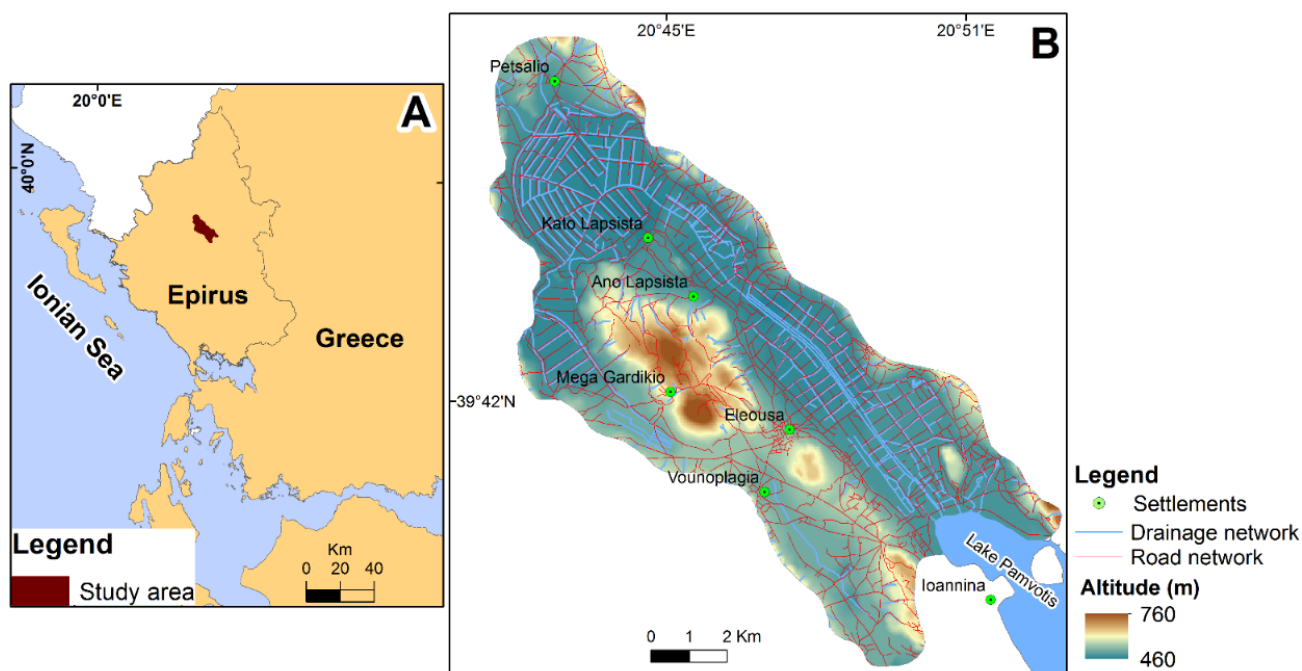 20°0'E
A
40°0'N
Epirus
Greece
Ionian Sea
Legend
Study area
Km
0 20 40
20°45'E
20°51'E
B
Petsalio
Kato Lapsista
Ano Lapsista
Mega Gardikio
39°42'N
Eleousa
Vounoplagia
Lake Pamvotis
Ioannina
0 1 2 Km
Legend
Settlements
Drainage network
Road network
Altitude (m)
760
460